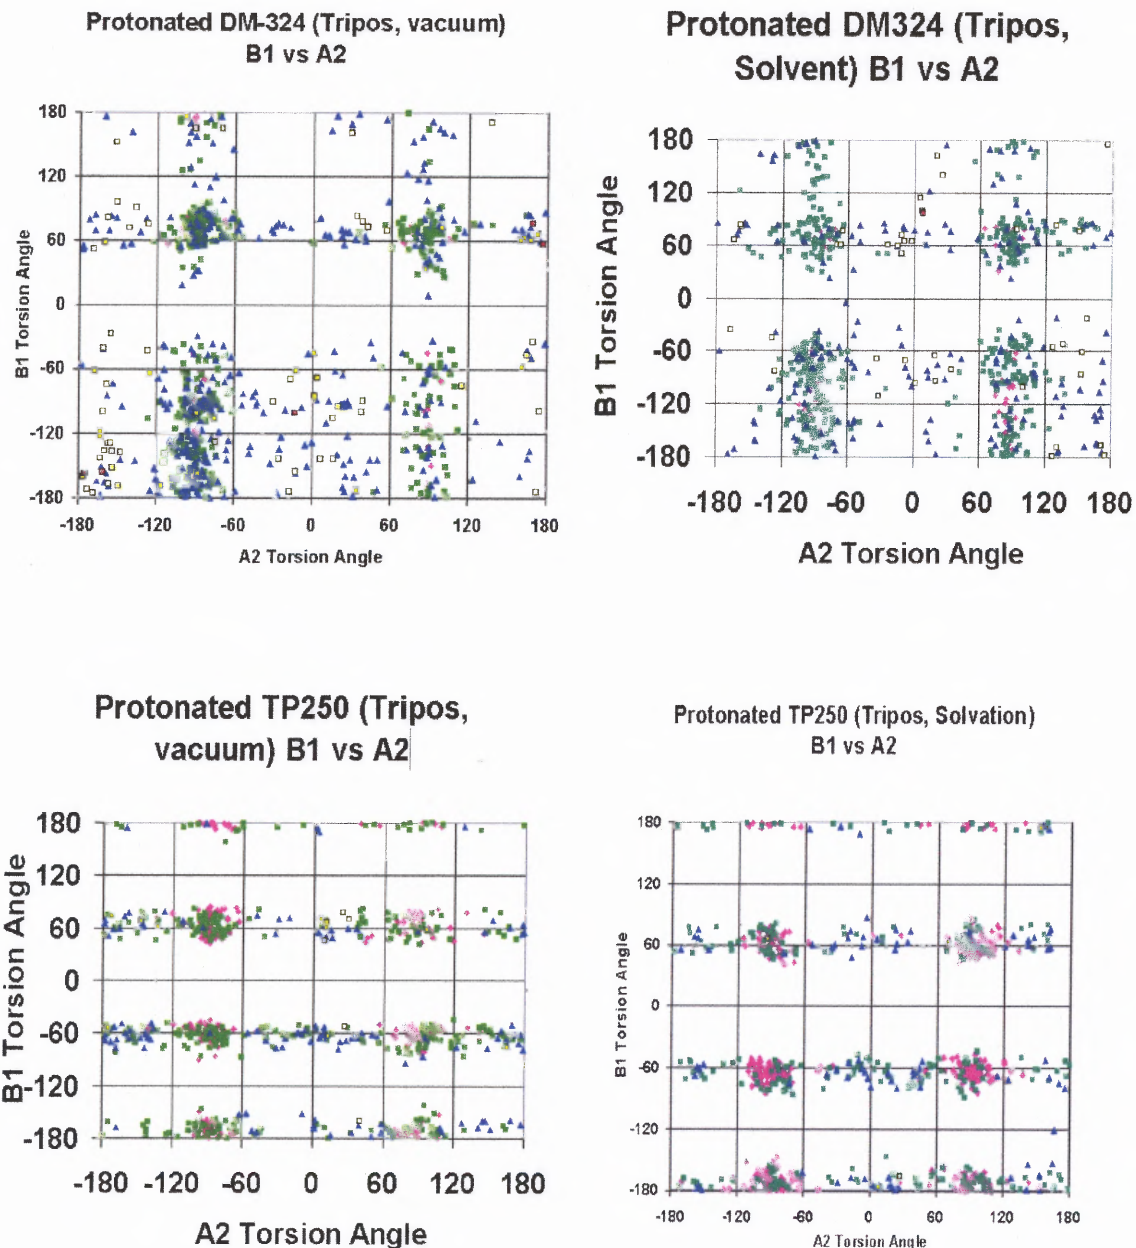 Protonated DM-324 (Tripos, vacuum)
B1 vs A2
180
120
60
0
-60
-120
-180
-180 -120 -60 0 60 120 180
B1 Torsion Angle
A2 Torsion Angle
Protonated DM324 (Tripos,
Solvent) B1 vs A2
180
120
60
0
-60
-120
-180
-180 -120 -60 0 60 120 180
B1 Torsion Angle
A2 Torsion Angle
Protonated TP250 (Tripos,
vacuum) B1 vs A2
180
120
60
0
-60
-120
-180
-180 -120 -60 0 60 120 180
B1 Torsion Angle
A2 Torsion Angle
Protonated TP250 (Tripos, Solvation)
B1 vs A2
180
120
60
0
-60
-120
-180
-180 -120 -60 0 60 120 180
B1 Torsion Angle
A2 Torsion Angle